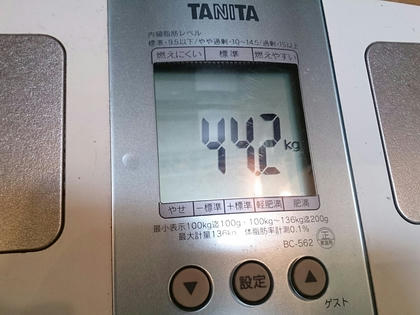 TANITA
内臓脂肪レベル
標準・9.5以下/やや過剰・10〜14.5/過剰・15以上
燃えにくい 標準 燃えやすい
44.2kg
やせ −標準 +標準 軽肥満 肥満
最小表示100kg迄100g・100kg〜136kg迄200g
最大計量136kg 体脂肪率計測0.1%
BC-562
正
▼ 設定 ▲
ゲスト